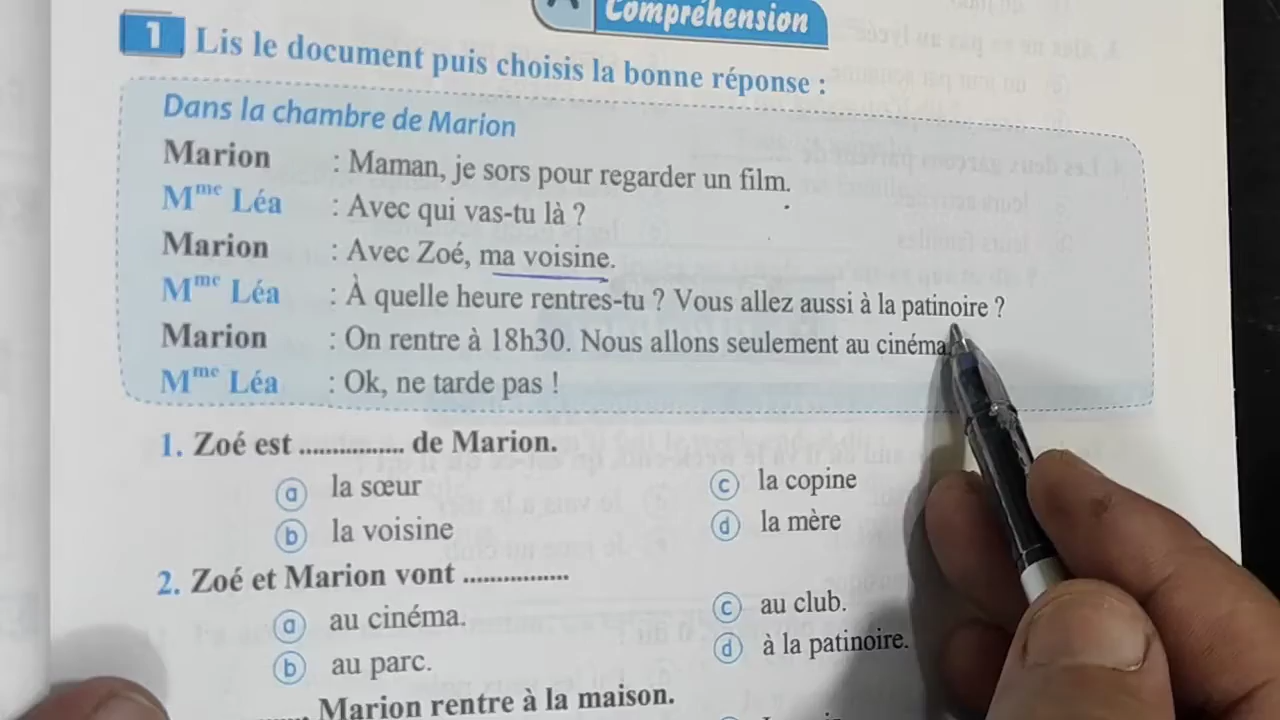 Compréhension
1 Lis le document puis choisis la bonne réponse :
Dans la chambre de Marion
Marion : Maman, je sors pour regarder un film.
Mme Léa : Avec qui vas-tu là ?
Marion : Avec Zoé, ma voisine.
Mme Léa : À quelle heure rentres-tu ? Vous allez aussi à la patinoire ?
Marion : On rentre à 18h30. Nous allons seulement au cinéma
Mme Léa : Ok, ne tarde pas !
1. Zoé est ................ de Marion.
a la sœur
c la copine
b la voisine
d la mère
2. Zoé et Marion vont ................
a au cinéma.
c au club.
b au parc.
d à la patinoire.
Marion rentre à la maison.